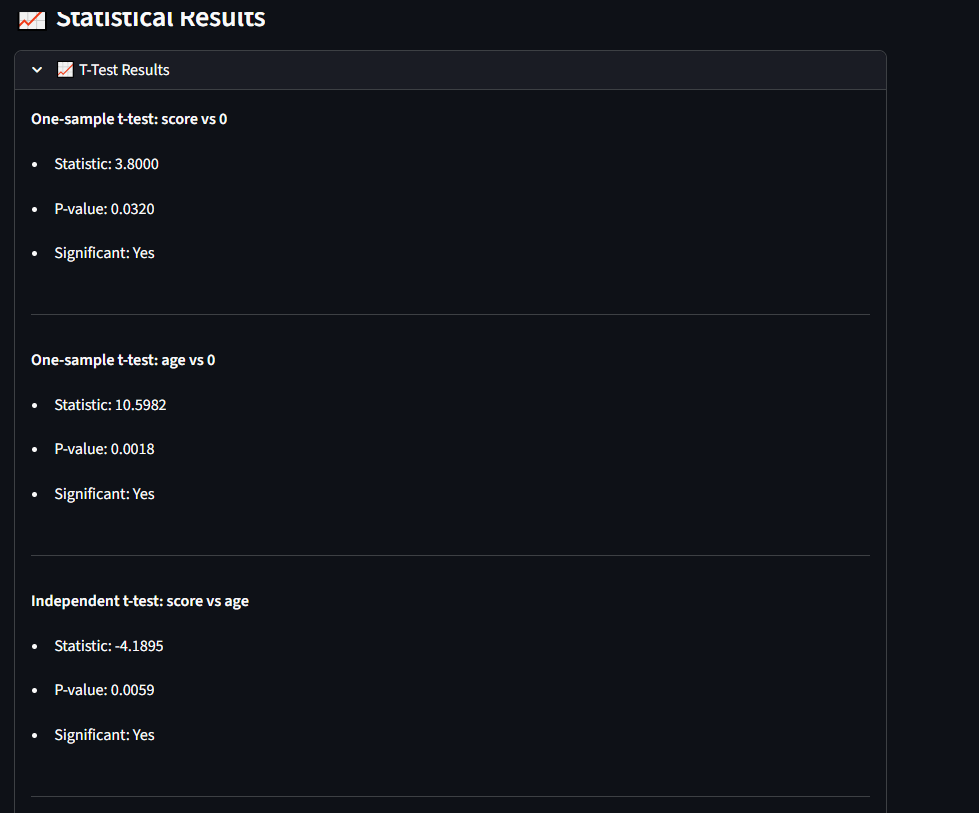 Statistical Results
T-Test Results
One-sample t-test: score vs 0
Statistic: 3.8000
P-value: 0.0320
Significant: Yes
One-sample t-test: age vs 0
Statistic: 10.5982
P-value: 0.0018
Significant: Yes
Independent t-test: score vs age
Statistic: -4.1895
P-value: 0.0059
Significant: Yes